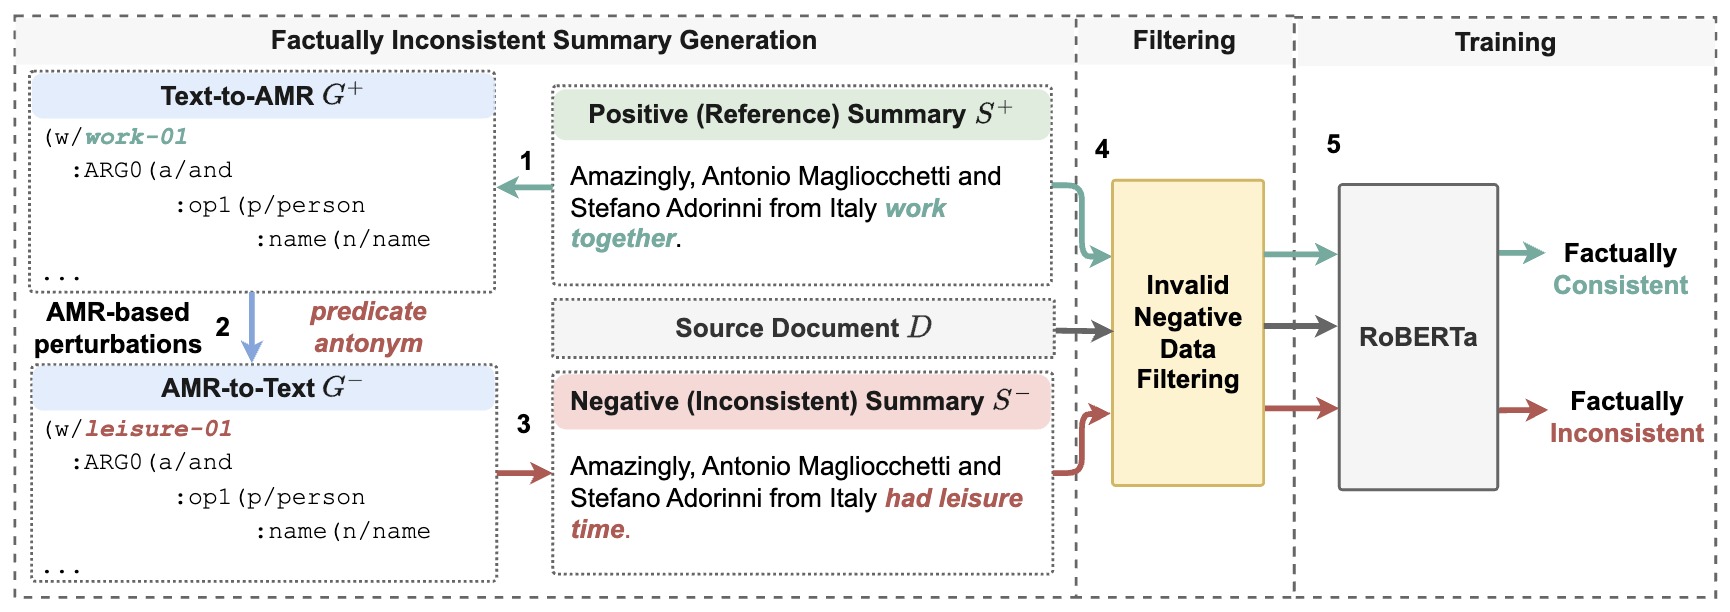 Factually Inconsistent Summary Generation
Filtering
Training
Text-to-AMR G⁺
(w/work-01
:ARG0(a/and
:op1(p/person
:name(n/name
...
1
Positive (Reference) Summary S⁺
Amazingly, Antonio Magliocchetti and
Stefano Adorinni from Italy work
together.
AMR-based
perturbations
2
predicate
antonym
Source Document D
AMR-to-Text G⁻
(w/leisure-01
:ARG0(a/and
:op1(p/person
:name(n/name
...
3
Negative (Inconsistent) Summary S⁻
Amazingly, Antonio Magliocchetti and
Stefano Adorinni from Italy had leisure
time.
4
Invalid
Negative
Data
Filtering
5
RoBERTa
Factually
Consistent
Factually
Inconsistent